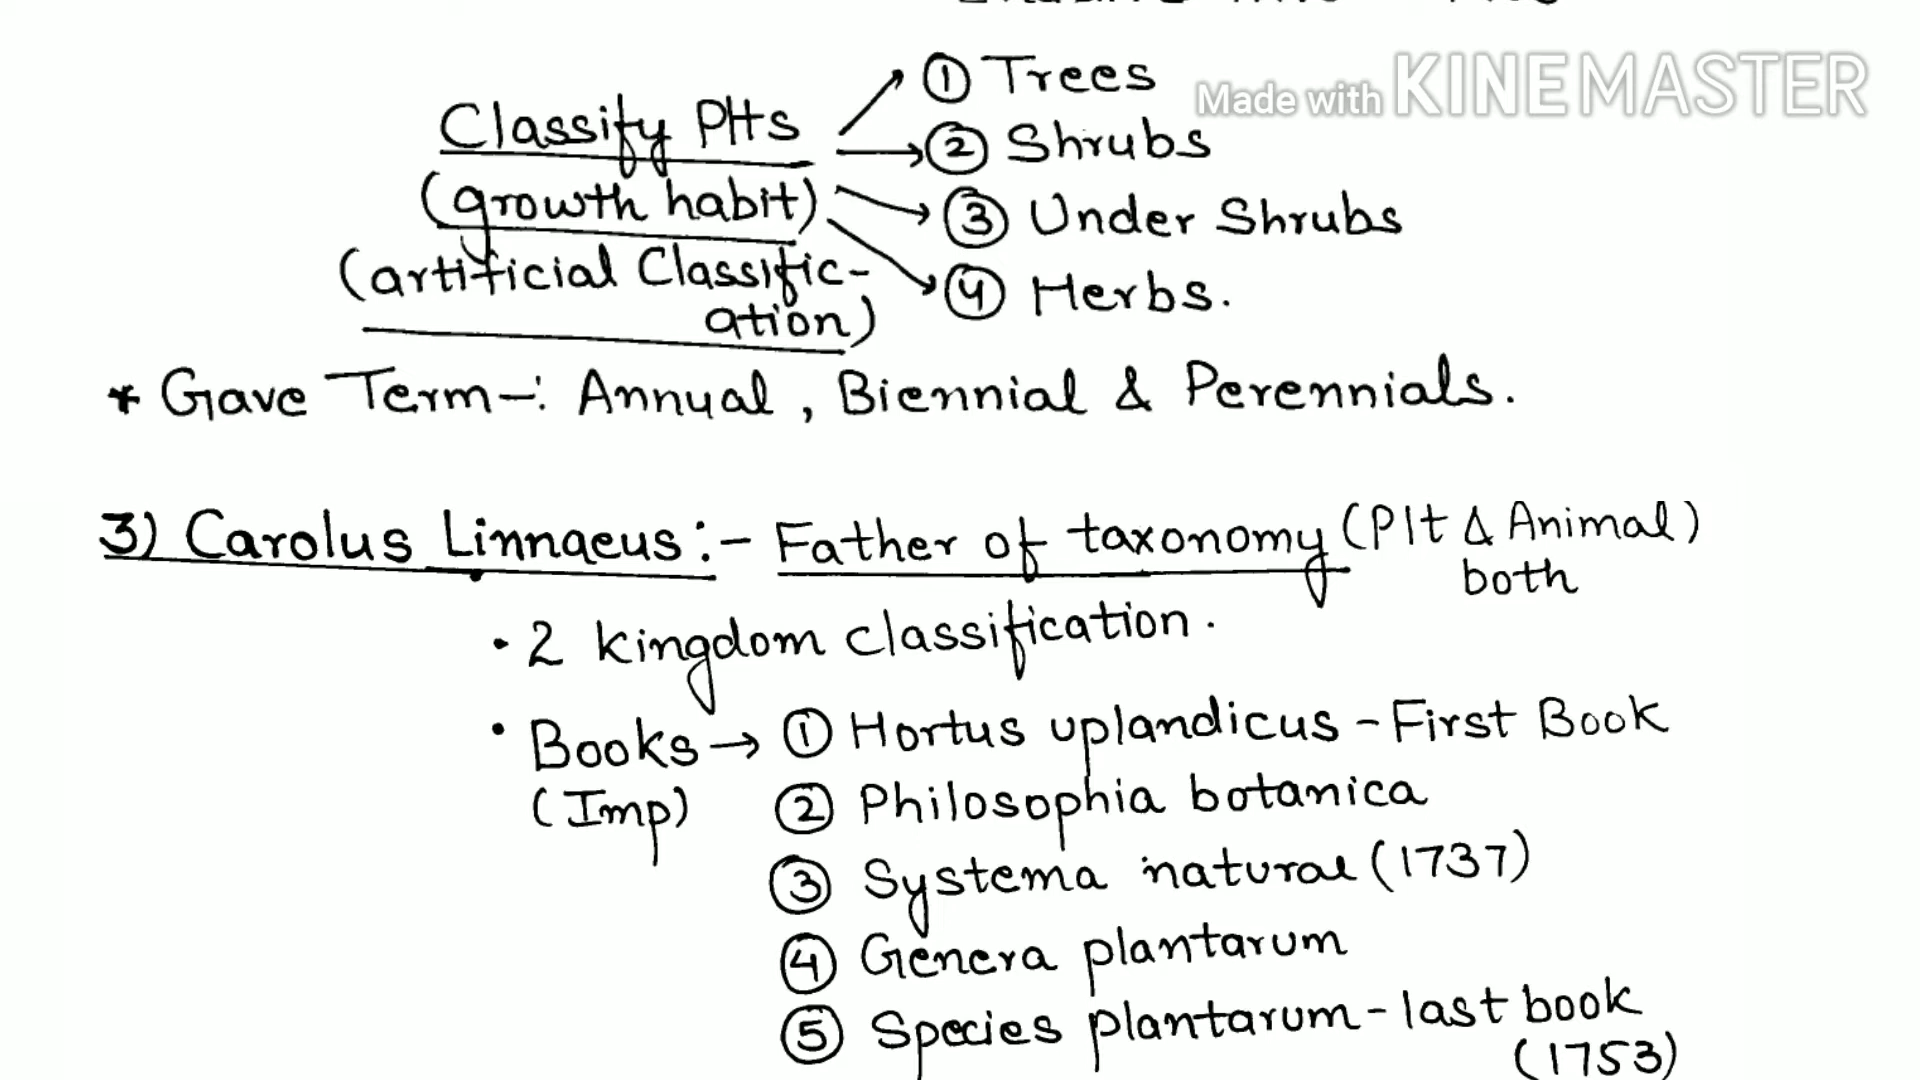 ① Trees
Made with KINEMASTER
Classify Plts
② Shrubs
(growth habit)
③ Under Shrubs
(artificial Classific-
ation)
④ Herbs.
* Gave Term-: Annual, Biennial & Perennials.
3) Carolus Linnaeus:- Father of taxonomy (Plt & Animal)
both
• 2 kingdom classification.
• Books → ① Hortus uplandicus - First Book
(Imp)
② Philosophia botanica
③ Systema naturae (1737)
④ Genera plantarum
⑤ Species plantarum - last book
(1753)